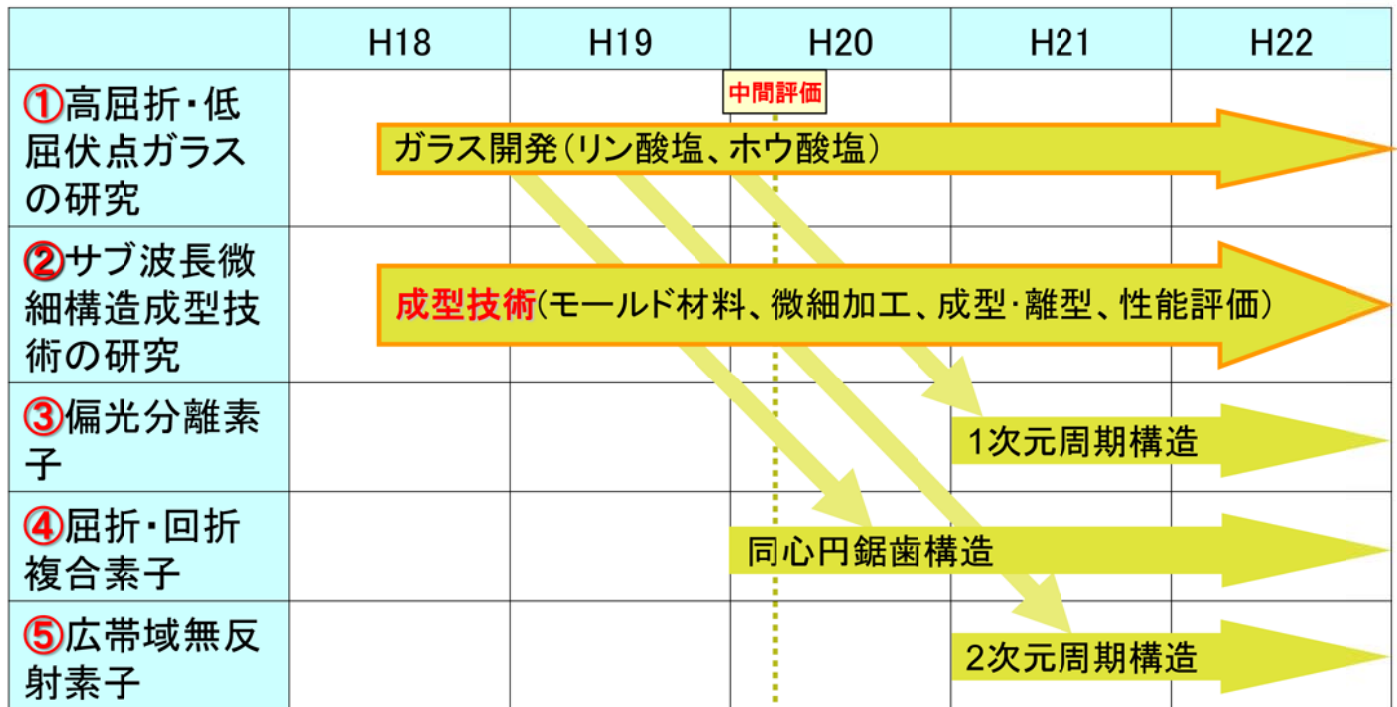 H18
H19
H20
H21
H22
①高屈折・低
屈伏点ガラス
の研究
中間評価
ガラス開発(リン酸塩、ホウ酸塩)
②サブ波長微
細構造成型技
術の研究
成型技術(モールド材料、微細加工、成型・離型、性能評価)
③偏光分離素
子
1次元周期構造
④屈折・回折
複合素子
同心円鋸歯構造
⑤広帯域無反
射素子
2次元周期構造